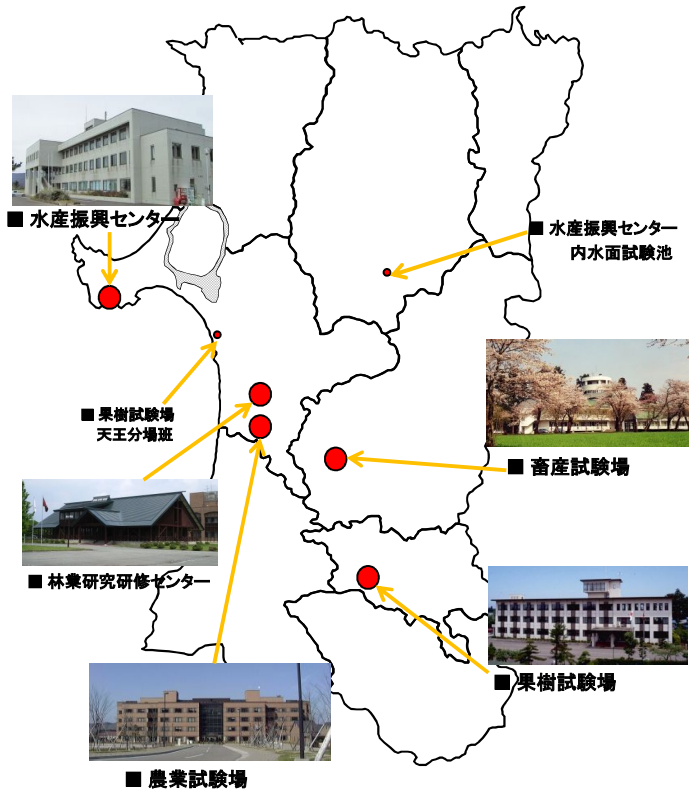 ■ 水産振興センター
■ 水産振興センター
内水面試験池
■ 果樹試験場
天王分場班
■ 畜産試験場
■ 林業研究研修センター
■ 果樹試験場
■ 農業試験場